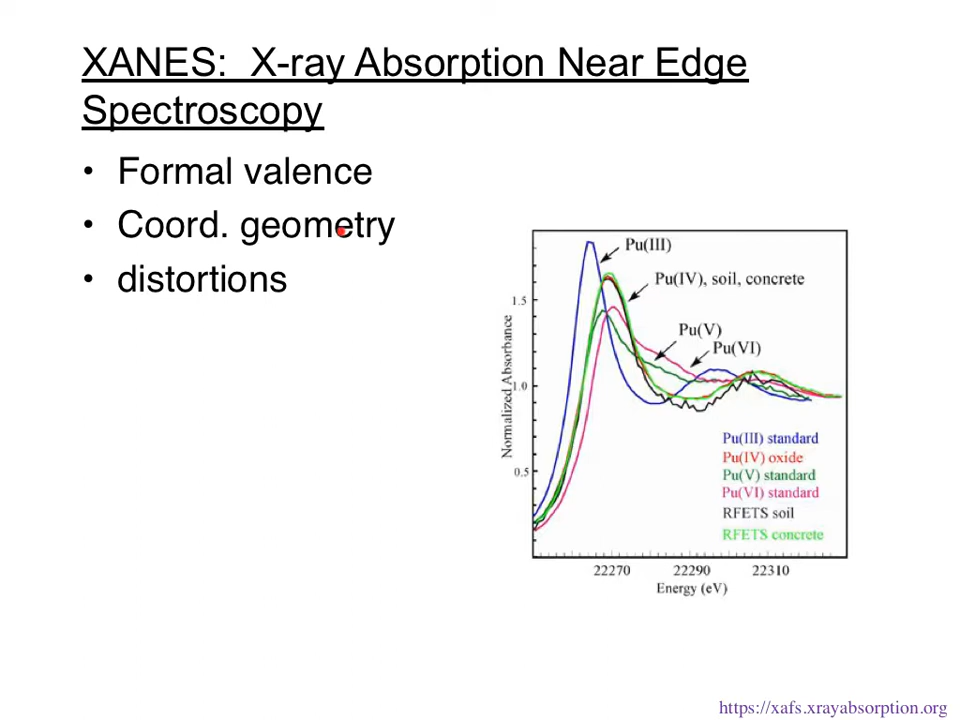 XANES: X-ray Absorption Near Edge
Spectroscopy
• Formal valence
• Coord. geometry
• distortions
Pu(III)
Pu(IV), soil, concrete
Pu(V)
Pu(VI)
1.5
1.0
0.5
Normalized Absorbance
Pu(III) standard
Pu(IV) oxide
Pu(V) standard
Pu(VI) standard
RFETS soil
RFETS concrete
22270 22290 22310
Energy (eV)
https://xafs.xrayabsorption.org